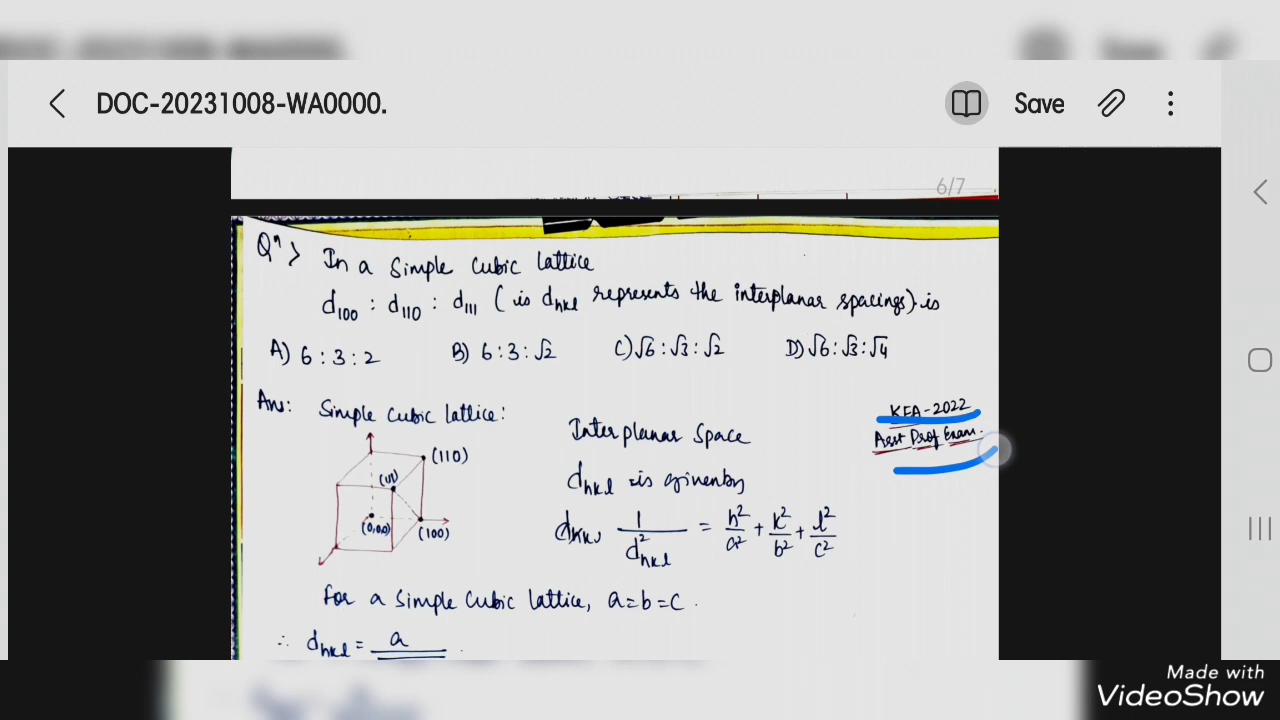 DOC-20231008-WA0000.
Save
6/7
Qⁿ> In a simple cubic lattice
d₁₀₀ : d₁₁₀ : d₁₁₁ (is dhkl represents the interplanar spacings) is
A) 6 : 3 : 2 B) 6 : 3 : √2 C) √6 : √3 : √2 D) √6 : √3 : √4
Ans: Simple cubic lattice:
KEA-2022
Asst Prof Exam.
Interplanar Space
(110)
(111)
dhkl is given by
(0,0,0)
(100)
1/d²hkl = h²/a² + k²/b² + l²/c²
for a simple cubic lattice, a=b=c.
∴ dhkl = a
Made with
VideoShow